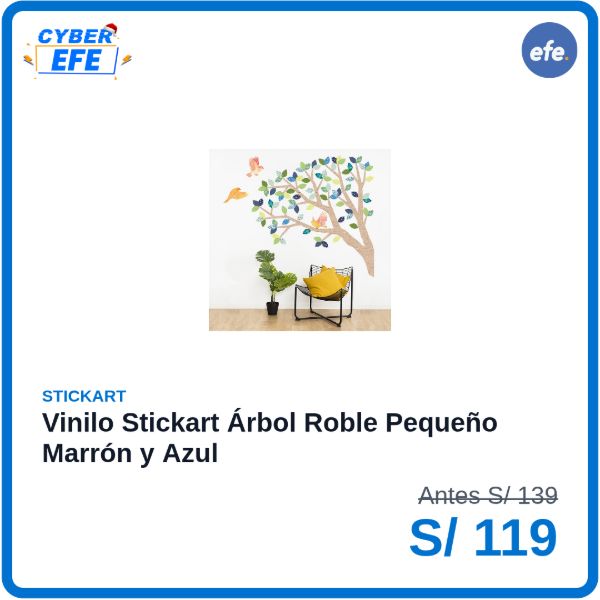 CYBER
EFE
efe.
STICKART
Vinilo Stickart Árbol Roble Pequeño
Marrón y Azul
Antes S/ 139
S/ 119